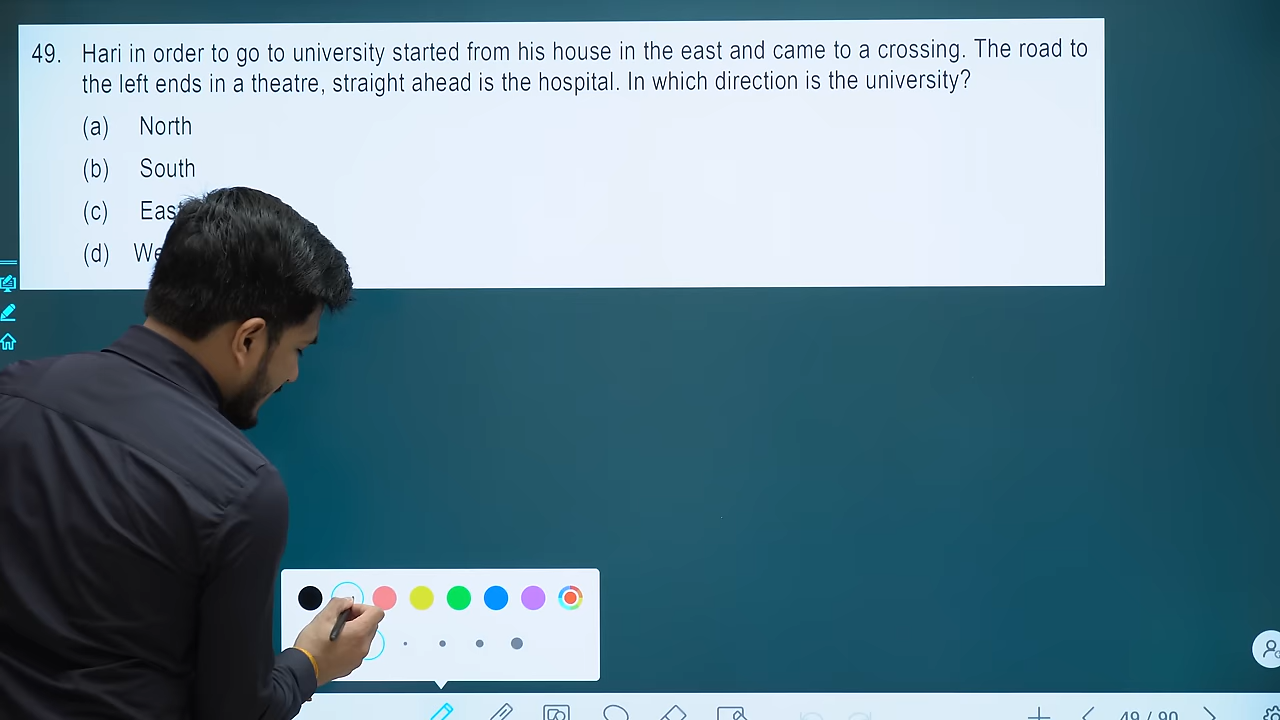 49. Hari in order to go to university started from his house in the east and came to a crossing. The road to
the left ends in a theatre, straight ahead is the hospital. In which direction is the university?
(a) North
(b) South
(c)
(d)
49 / 90